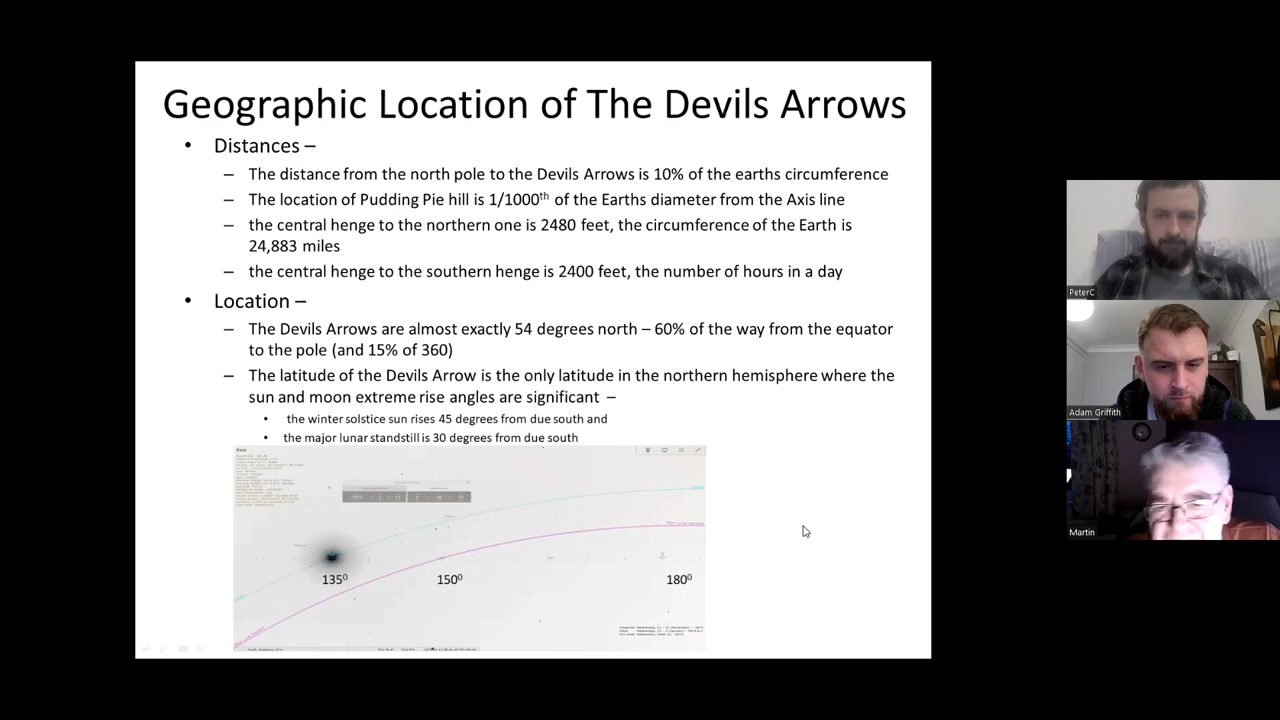 Geographic Location of The Devils Arrows
• Distances –
– The distance from the north pole to the Devils Arrows is 10% of the earths circumference
– The location of Pudding Pie hill is 1/1000th of the Earths diameter from the Axis line
– the central henge to the northern one is 2480 feet, the circumference of the Earth is
24,883 miles
– the central henge to the southern henge is 2400 feet, the number of hours in a day
• Location –
– The Devils Arrows are almost exactly 54 degrees north – 60% of the way from the equator
to the pole (and 15% of 360)
– The latitude of the Devils Arrow is the only latitude in the northern hemisphere where the
sun and moon extreme rise angles are significant –
• the winter solstice sun rises 45 degrees from due south and
• the major lunar standstill is 30 degrees from due south
135⁰ 150⁰ 180⁰
PeterC
Adam Griffith
Martin